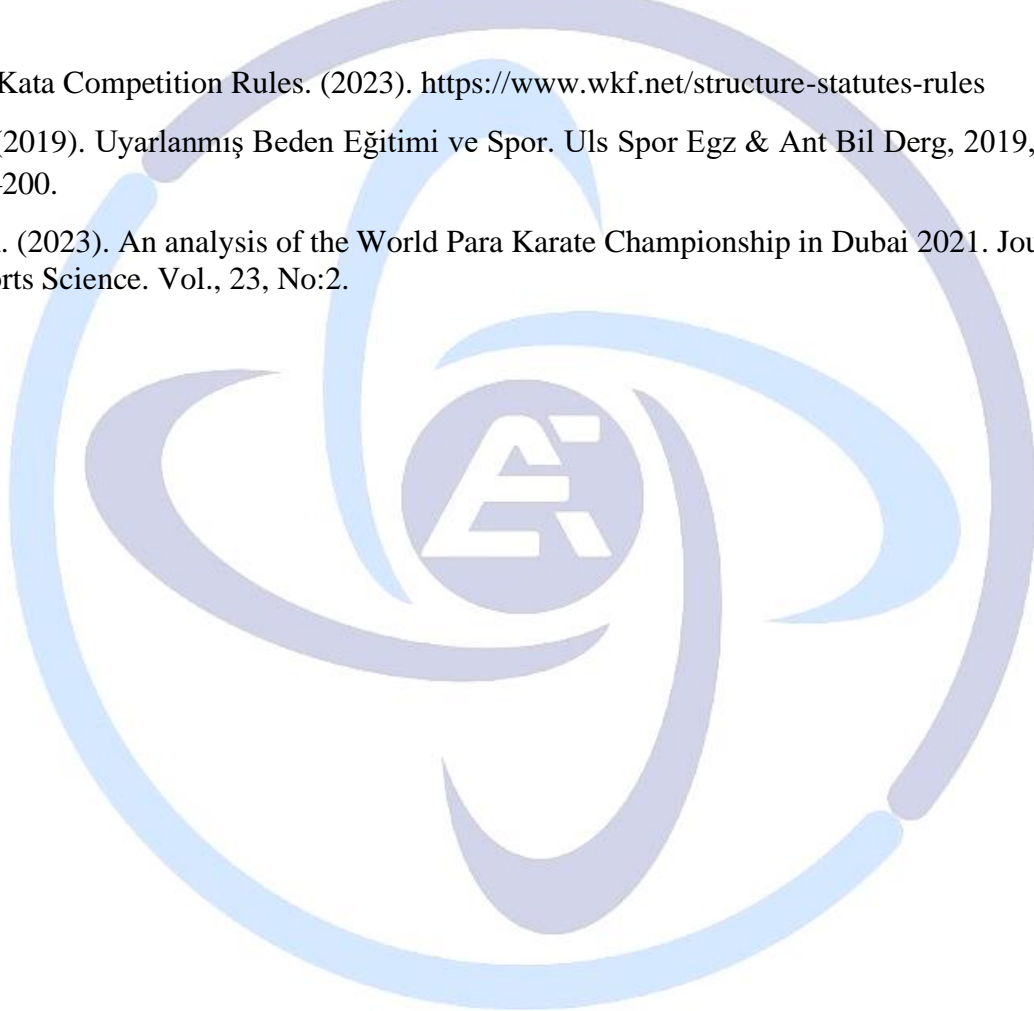 Kata Competition Rules. (2023). https://www.wkf.net/structure-statutes-rules
(2019). Uyarlanmış Beden Eğitimi ve Spor. Uls Spor Egz & Ant Bil Derg, 2019,
-200.
. (2023). An analysis of the World Para Karate Championship in Dubai 2021. Jou
rts Science. Vol., 23, No:2.